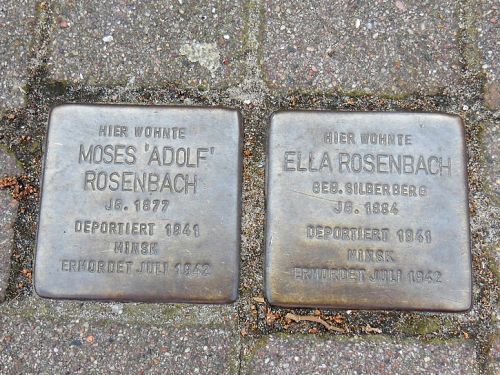 HIER WOHNTE
MOSES 'ADOLF'
ROSENBACH
JG. 1877
DEPORTIERT 1941
MINSK
ERMORDET JULI 1942
HIER WOHNTE
ELLA ROSENBACH
GEB. SILBERBERG
JG. 1884
DEPORTIERT 1941
MINSK
ERMORDET JULI 1942